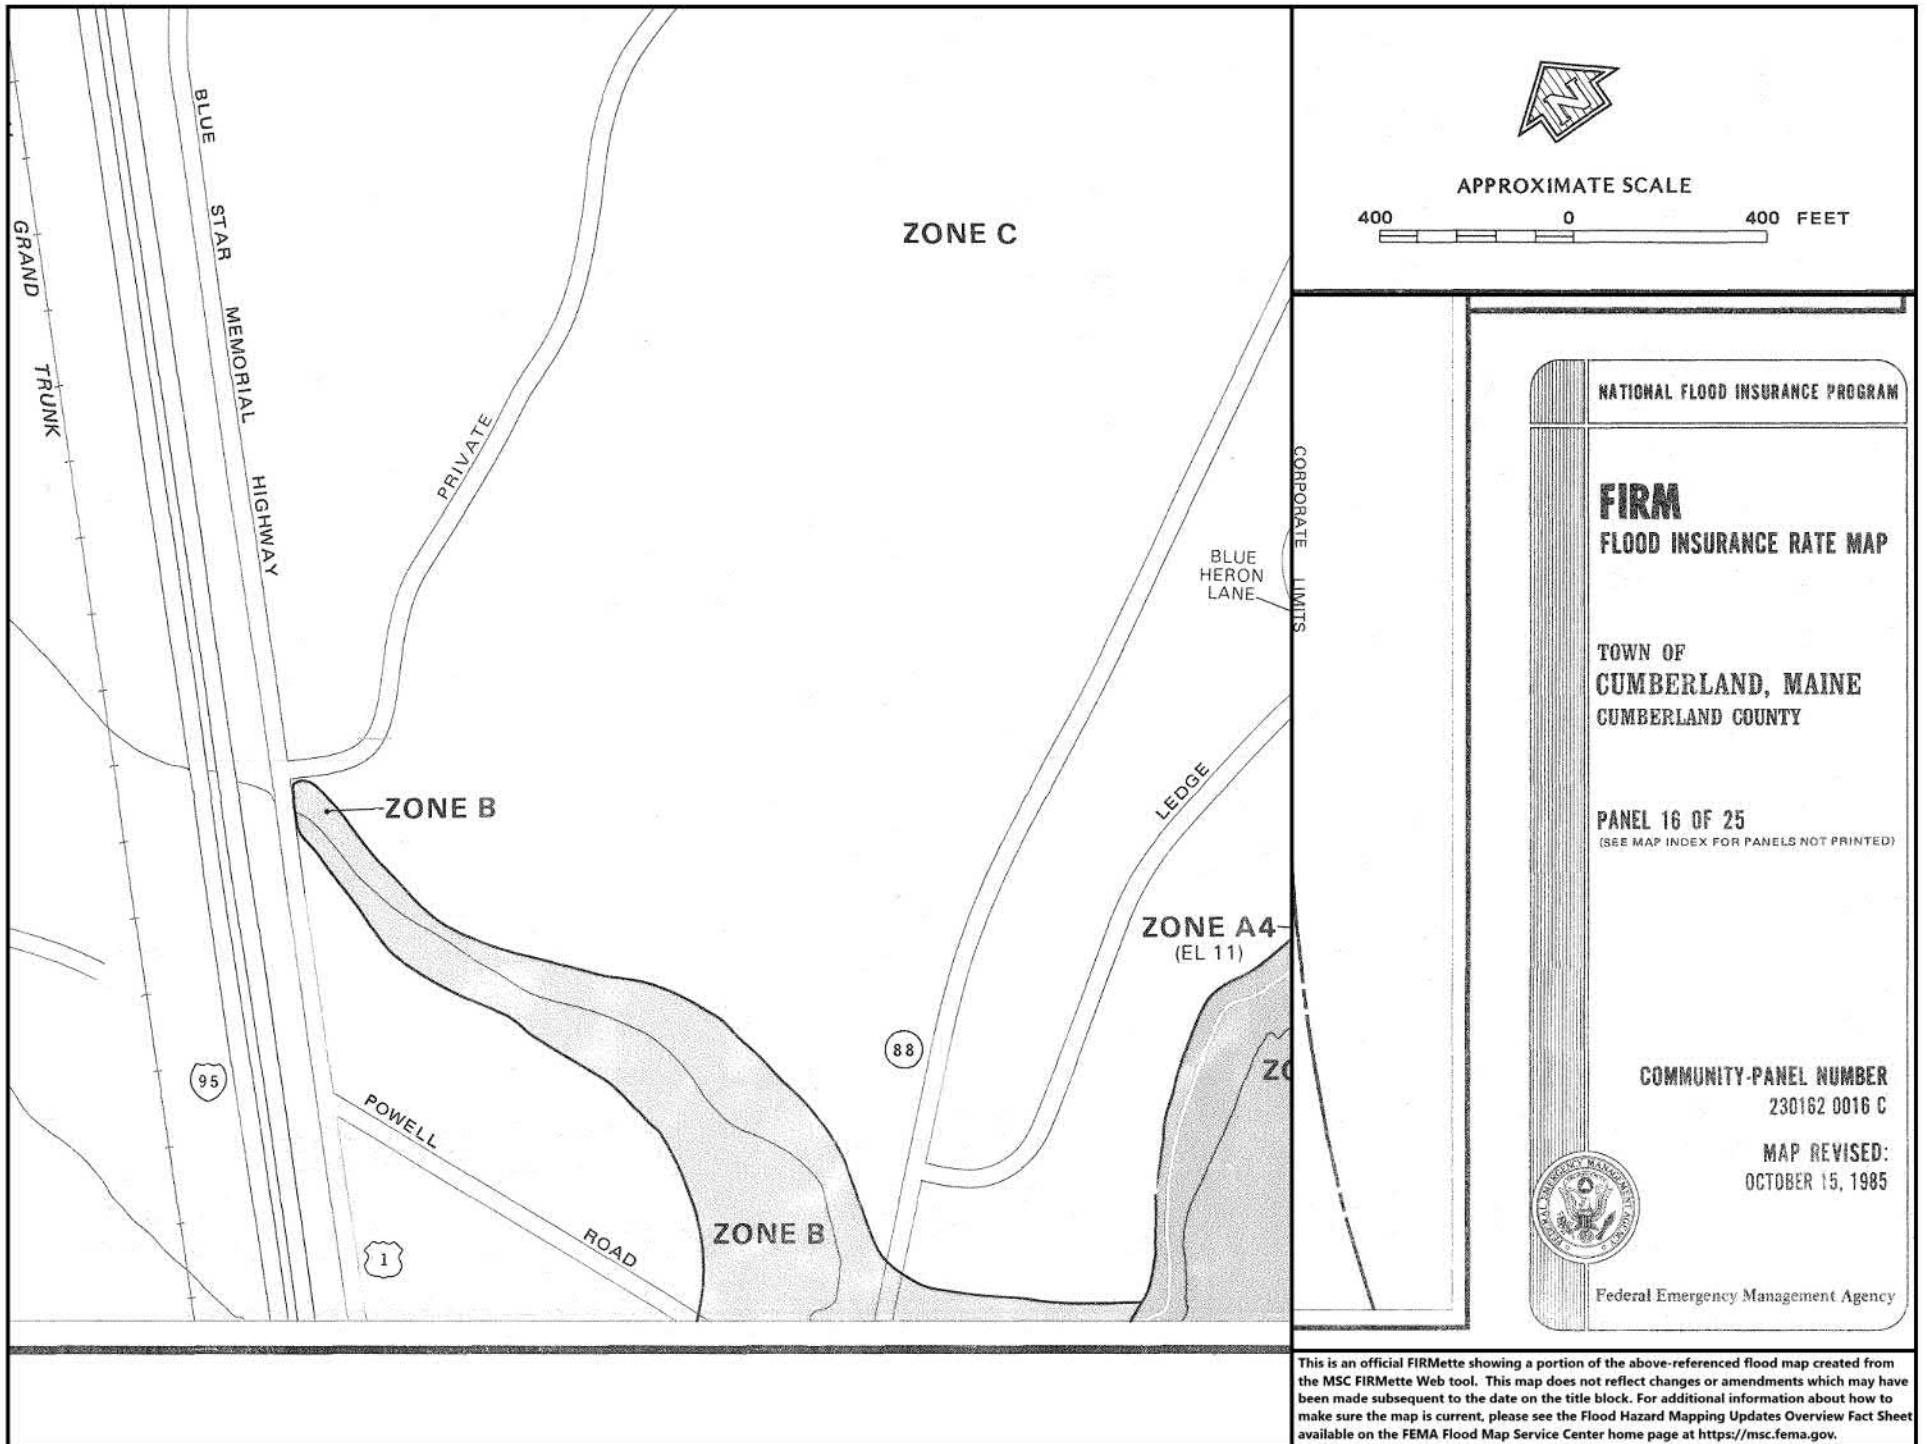 BLUE STAR MEMORIAL HIGHWAY
GRAND TRUNK
PRIVATE
ZONE C
BLUE
HERON
LANE
LEDGE
ZONE B
ZONE A4
(EL 11)
88
95
POWELL ROAD
1
ZONE B
CORPORATE LIMITS
N
APPROXIMATE SCALE
400 0 400 FEET
NATIONAL FLOOD INSURANCE PROGRAM
FIRM
FLOOD INSURANCE RATE MAP
TOWN OF
CUMBERLAND, MAINE
CUMBERLAND COUNTY
PANEL 16 OF 25
(SEE MAP INDEX FOR PANELS NOT PRINTED)
COMMUNITY-PANEL NUMBER
230162 0016 C
MAP REVISED:
OCTOBER 15, 1985
FEDERAL EMERGENCY MANAGEMENT AGENCY
Federal Emergency Management Agency
This is an official FIRMette showing a portion of the above-referenced flood map created from
the MSC FIRMette Web tool. This map does not reflect changes or amendments which may have
been made subsequent to the date on the title block. For additional information about how to
make sure the map is current, please see the Flood Hazard Mapping Updates Overview Fact Sheet
available on the FEMA Flood Map Service Center home page at https://msc.fema.gov.